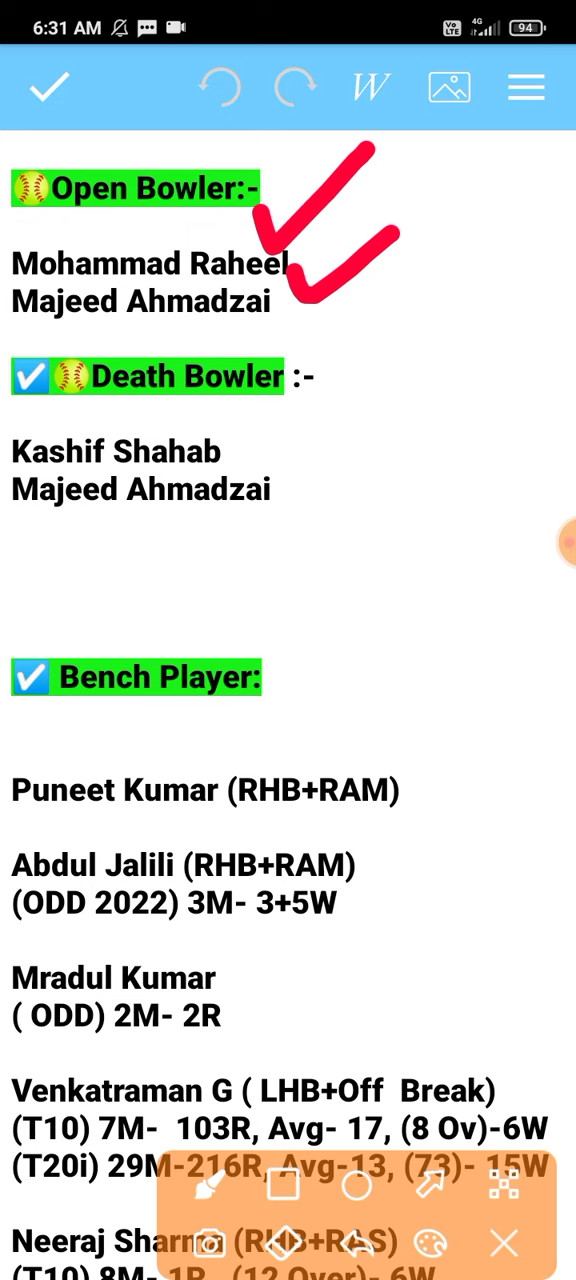 6:31 AM
Vo LTE 4G 94
W
Open Bowler:-
Mohammad Raheel
Majeed Ahmadzai
Death Bowler :-
Kashif Shahab
Majeed Ahmadzai
Bench Player:
Puneet Kumar (RHB+RAM)
Abdul Jalili (RHB+RAM)
(ODD 2022) 3M- 3+5W
Mradul Kumar
( ODD) 2M- 2R
Venkatraman G ( LHB+Off Break)
(T10) 7M- 103R, Avg- 17, (8 Ov)-6W
(T20i) 29M-216R, Avg-13, (73)- 15W
Neeraj Sharma (RHB+RAS)
(T10) 8M- 1R, (12 Over)- 6W